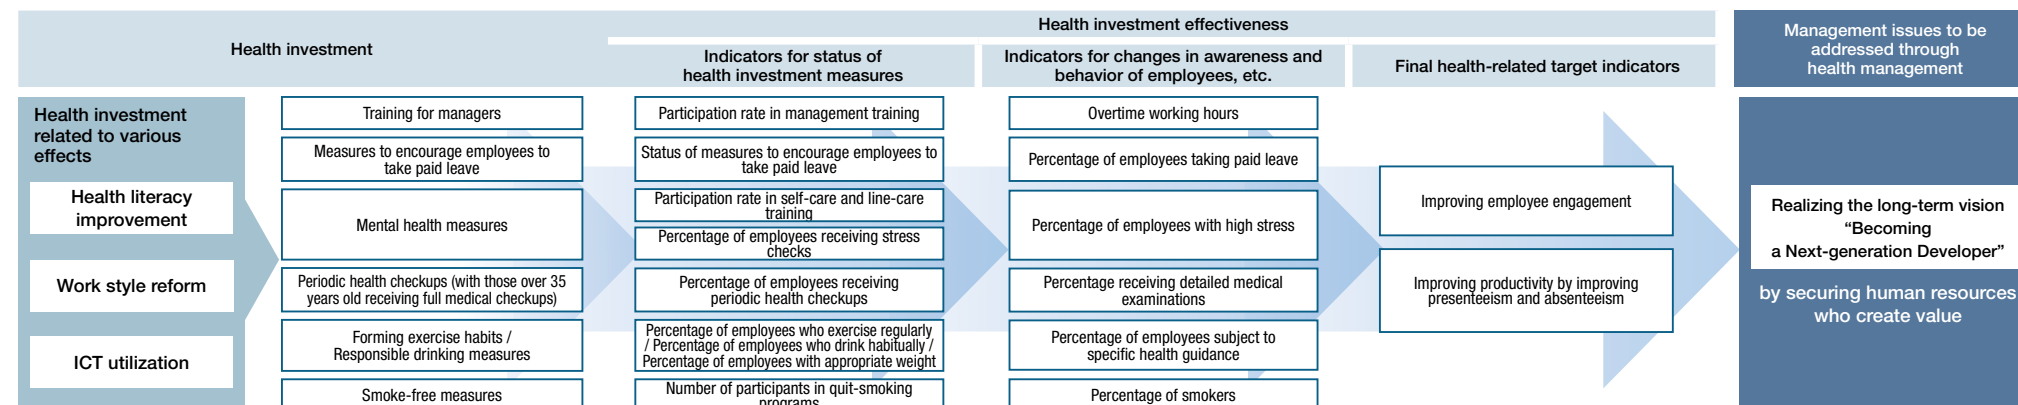 Health investment
Health investment effectiveness
Indicators for status of
health investment measures
Indicators for changes in awareness and
behavior of employees, etc.
Final health-related target indicators
Management issues to be
addressed through
health management
Health investment
related to various
effects
Health literacy
improvement
Work style reform
ICT utilization
Training for managers
Measures to encourage employees to
take paid leave
Mental health measures
Periodic health checkups (with those over 35
years old receiving full medical checkups)
Forming exercise habits /
Responsible drinking measures
Smoke-free measures
Participation rate in management training
Status of measures to encourage employees to
take paid leave
Participation rate in self-care and line-care
training
Percentage of employees receiving stress
checks
Percentage of employees receiving
periodic health checkups
Percentage of employees who exercise regularly
/ Percentage of employees who drink habitually /
Percentage of employees with appropriate weight
Number of participants in quit-smoking
programs
Overtime working hours
Percentage of employees taking paid leave
Percentage of employees with high stress
Percentage receiving detailed medical
examinations
Percentage of employees subject to
specific health guidance
Percentage of smokers
Improving employee engagement
Improving productivity by improving
presenteeism and absenteeism
Realizing the long-term vision
“Becoming
a Next-generation Developer”
by securing human resources
who create value